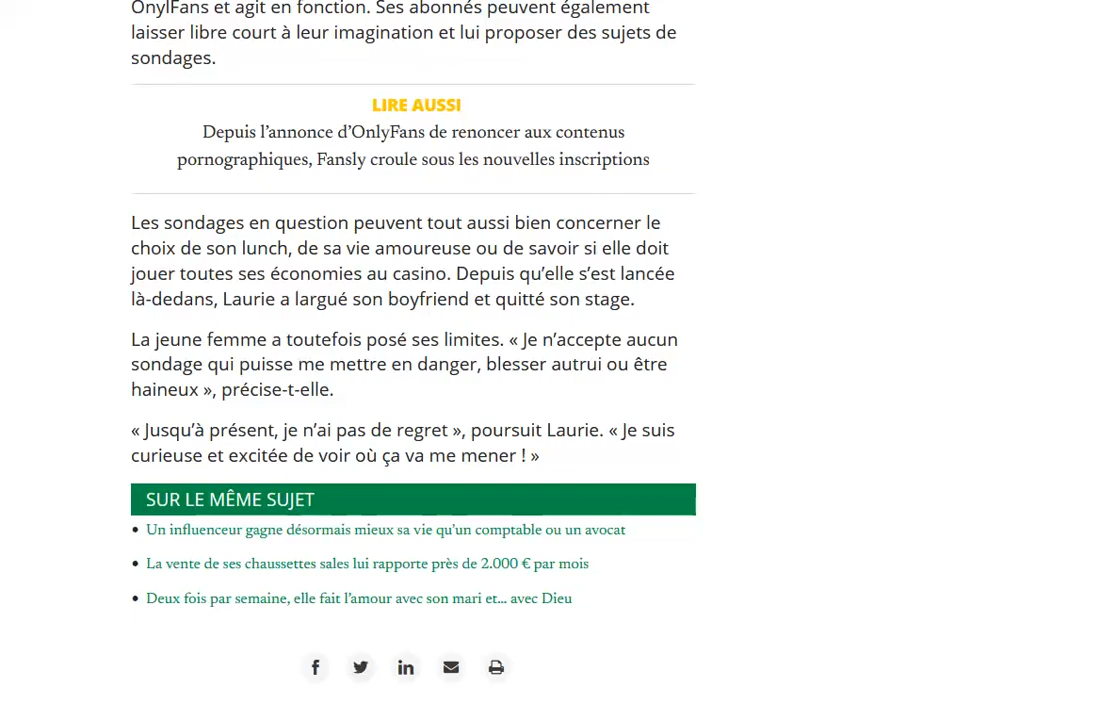 OnylFans et agit en fonction. Ses abonnés peuvent également
laisser libre court à leur imagination et lui proposer des sujets de
sondages.
LIRE AUSSI
Depuis l’annonce d’OnlyFans de renoncer aux contenus
pornographiques, Fansly croule sous les nouvelles inscriptions
Les sondages en question peuvent tout aussi bien concerner le
choix de son lunch, de sa vie amoureuse ou de savoir si elle doit
jouer toutes ses économies au casino. Depuis qu’elle s’est lancée
là-dedans, Laurie a largué son boyfriend et quitté son stage.
La jeune femme a toutefois posé ses limites. « Je n’accepte aucun
sondage qui puisse me mettre en danger, blesser autrui ou être
haineux », précise-t-elle.
« Jusqu’à présent, je n’ai pas de regret », poursuit Laurie. « Je suis
curieuse et excitée de voir où ça va me mener ! »
SUR LE MÊME SUJET
• Un influenceur gagne désormais mieux sa vie qu’un comptable ou un avocat
• La vente de ses chaussettes sales lui rapporte près de 2.000 € par mois
• Deux fois par semaine, elle fait l’amour avec son mari et... avec Dieu